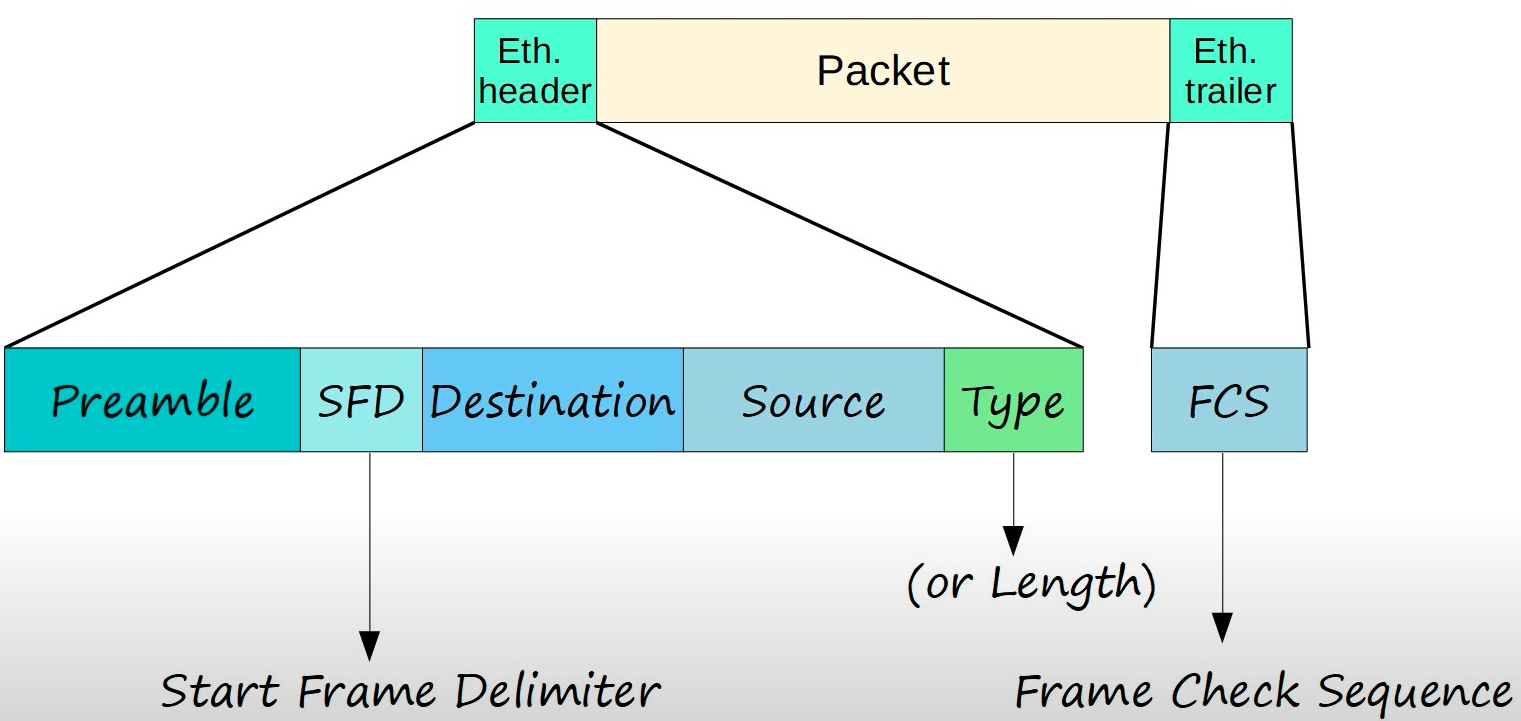 Eth.
header
Packet
Eth.
trailer
Preamble
SFD
Destination
Source
Type
FCS
(or Length)
Start Frame Delimiter
Frame Check Sequence